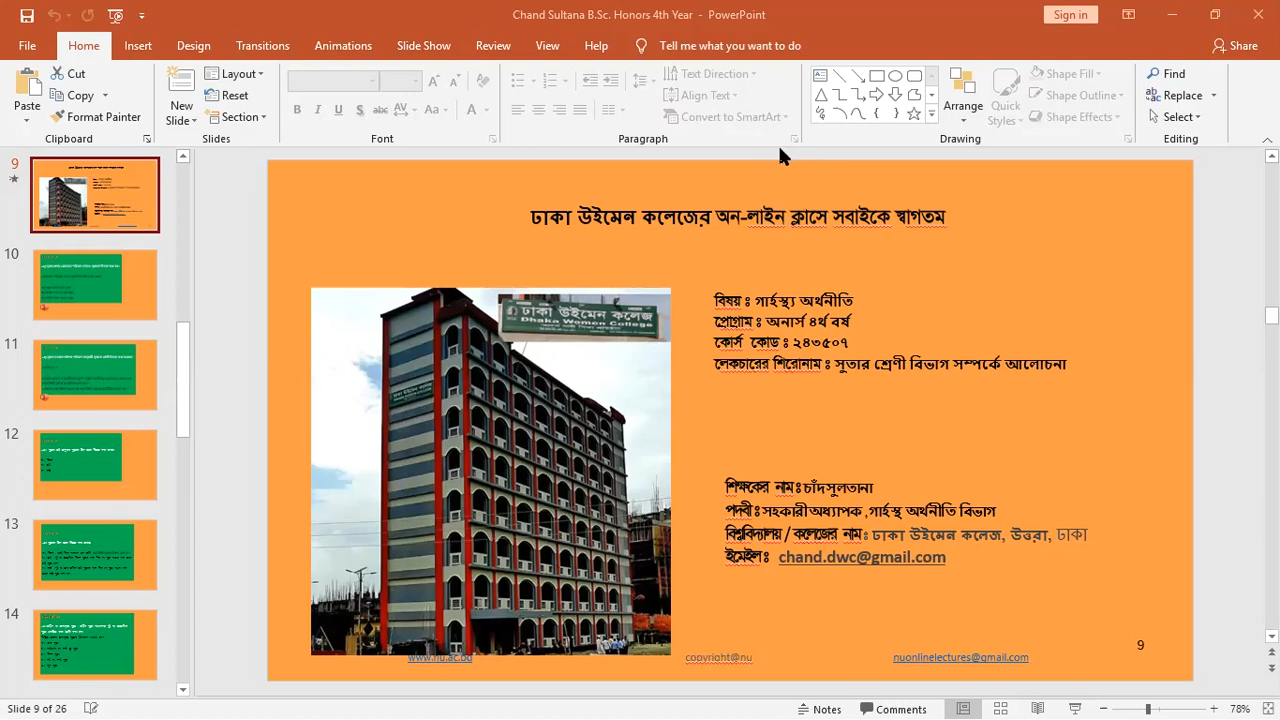 Chand Sultana B.Sc. Honors 4th Year - PowerPoint
Sign in
File Home Insert Design Transitions Animations Slide Show Review View Help Tell me what you want to do Share
Paste Cut Copy Format Painter Clipboard
New Slide Layout Reset Section Slides
Font
Text Direction Align Text Convert to SmartArt Paragraph
Arrange Quick Styles Shape Fill Shape Outline Shape Effects Drawing
Find Replace Select Editing
9
10
11
12
13
14
ঢাকা উইমেন কলেজের অন-লাইন ক্লাসে সবাইকে স্বাগতম
ঢাকা উইমেন কলেজ
Dhaka Women College
বিষয় ঃ গার্হস্থ্য অর্থনীতি
প্রোগ্রাম ঃ অনার্স ৪র্থ বর্ষ
কোর্স কোড ঃ ২৪৩৫০৭
লেকচারের শিরোনাম ঃ সুতার শ্রেণী বিভাগ সম্পর্কে আলোচনা
শিক্ষকের নাম ঃ চাঁদসুলতানা
পদবী ঃ সহকারী অধ্যাপক ,গার্হস্থ অর্থনীতি বিভাগ
বিশ্ববিদ্যালয় / কলেজের নাম ঃ ঢাকা উইমেন কলেজ, উত্তরা, ঢাকা
ইমেইল ঃ chand.dwc@gmail.com
9
www.nu.ac.bd copyright@nu nuonlinelectures@gmail.com
Slide 9 of 26 Notes Comments 78%